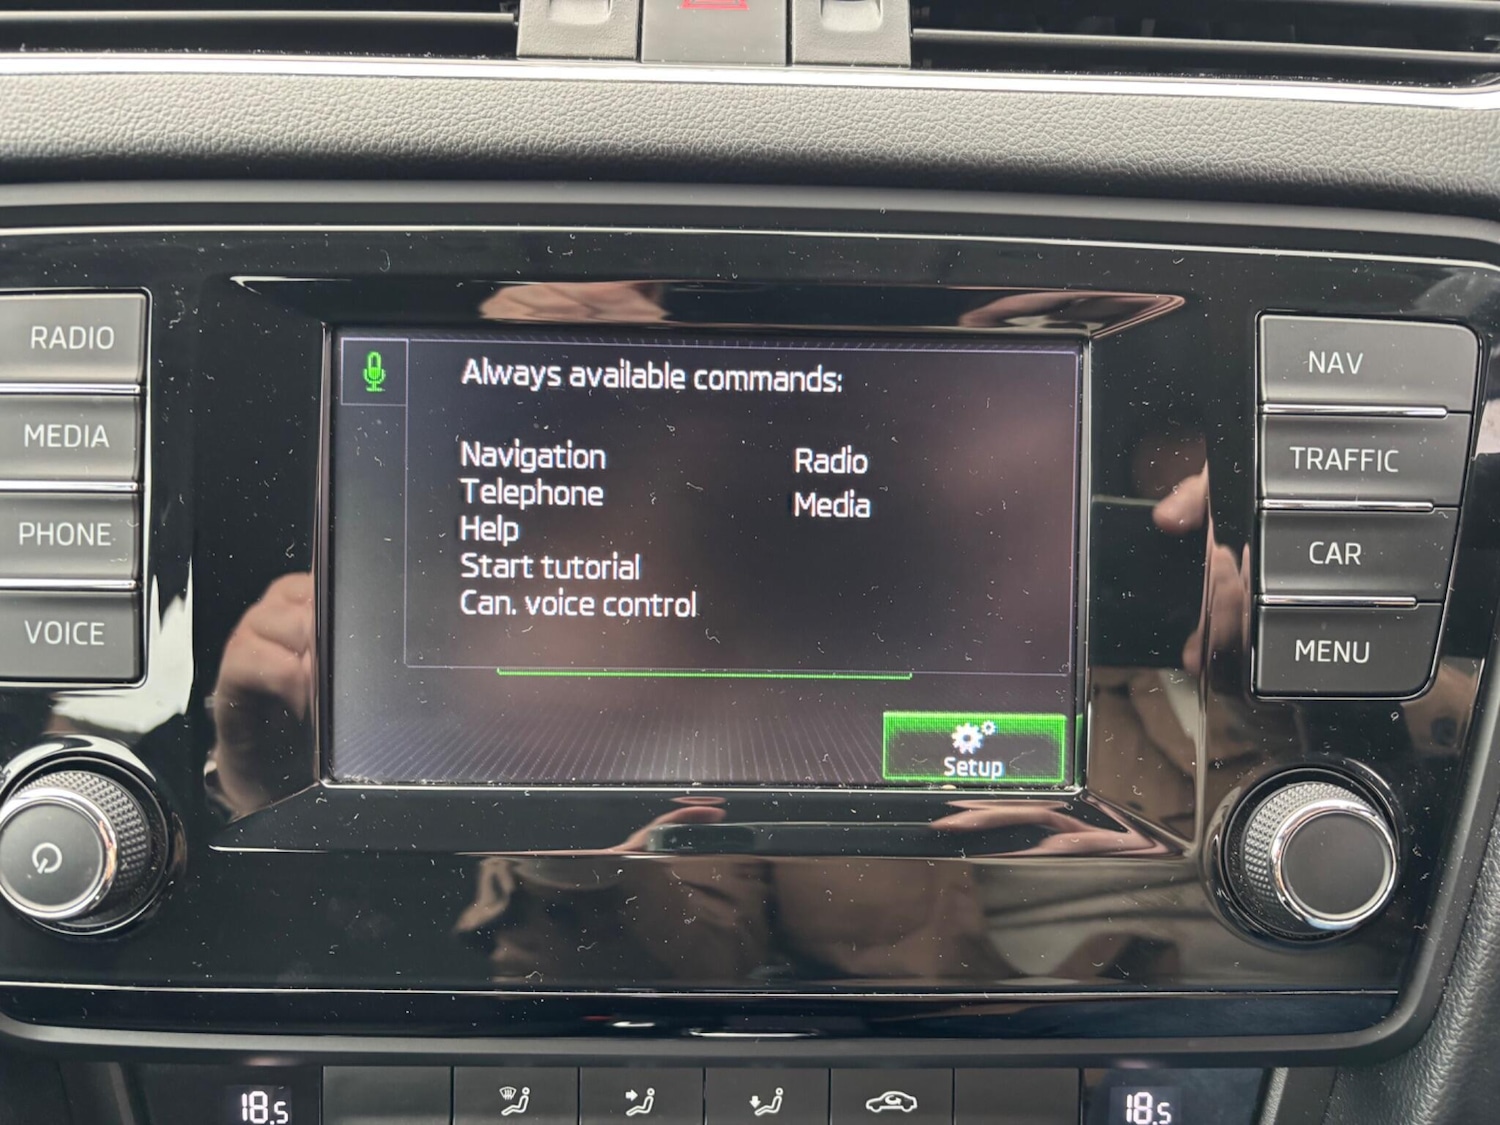 RADIO
MEDIA
PHONE
VOICE
Always available commands:
Navigation
Telephone
Help
Start tutorial
Can. voice control
Radio
Media
Setup
NAV
TRAFFIC
CAR
MENU
18.5
18.5